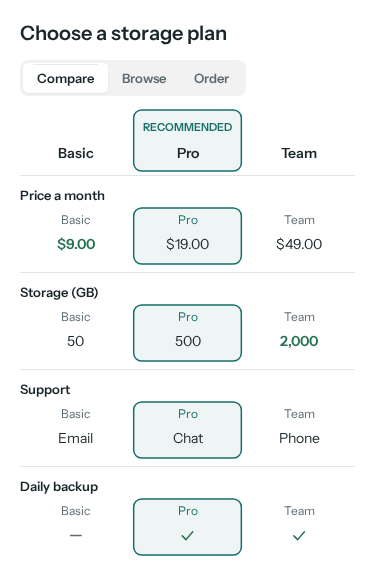 Choose a storage plan
Compare Browse Order
RECOMMENDED
Basic Pro Team
Price a month
Basic Pro Team
$9.00 $19.00 $49.00
Storage (GB)
Basic Pro Team
50 500 2,000
Support
Basic Pro Team
Email Chat Phone
Daily backup
Basic Pro Team
— ✓ ✓